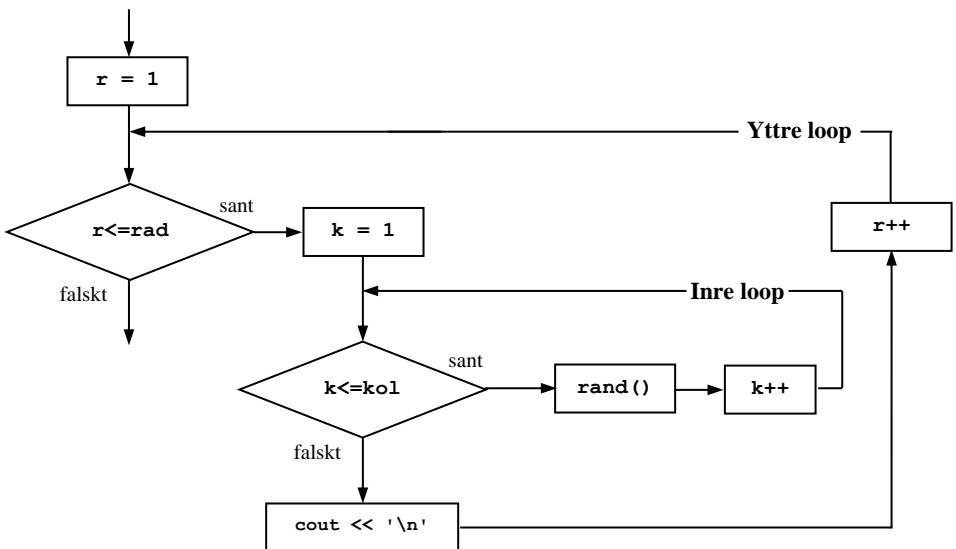 r = 1
Yttre loop
r<=rad
sant
k = 1
r++
falskt
Inre loop
k<=kol
sant
rand()
k++
falskt
cout << '\n'